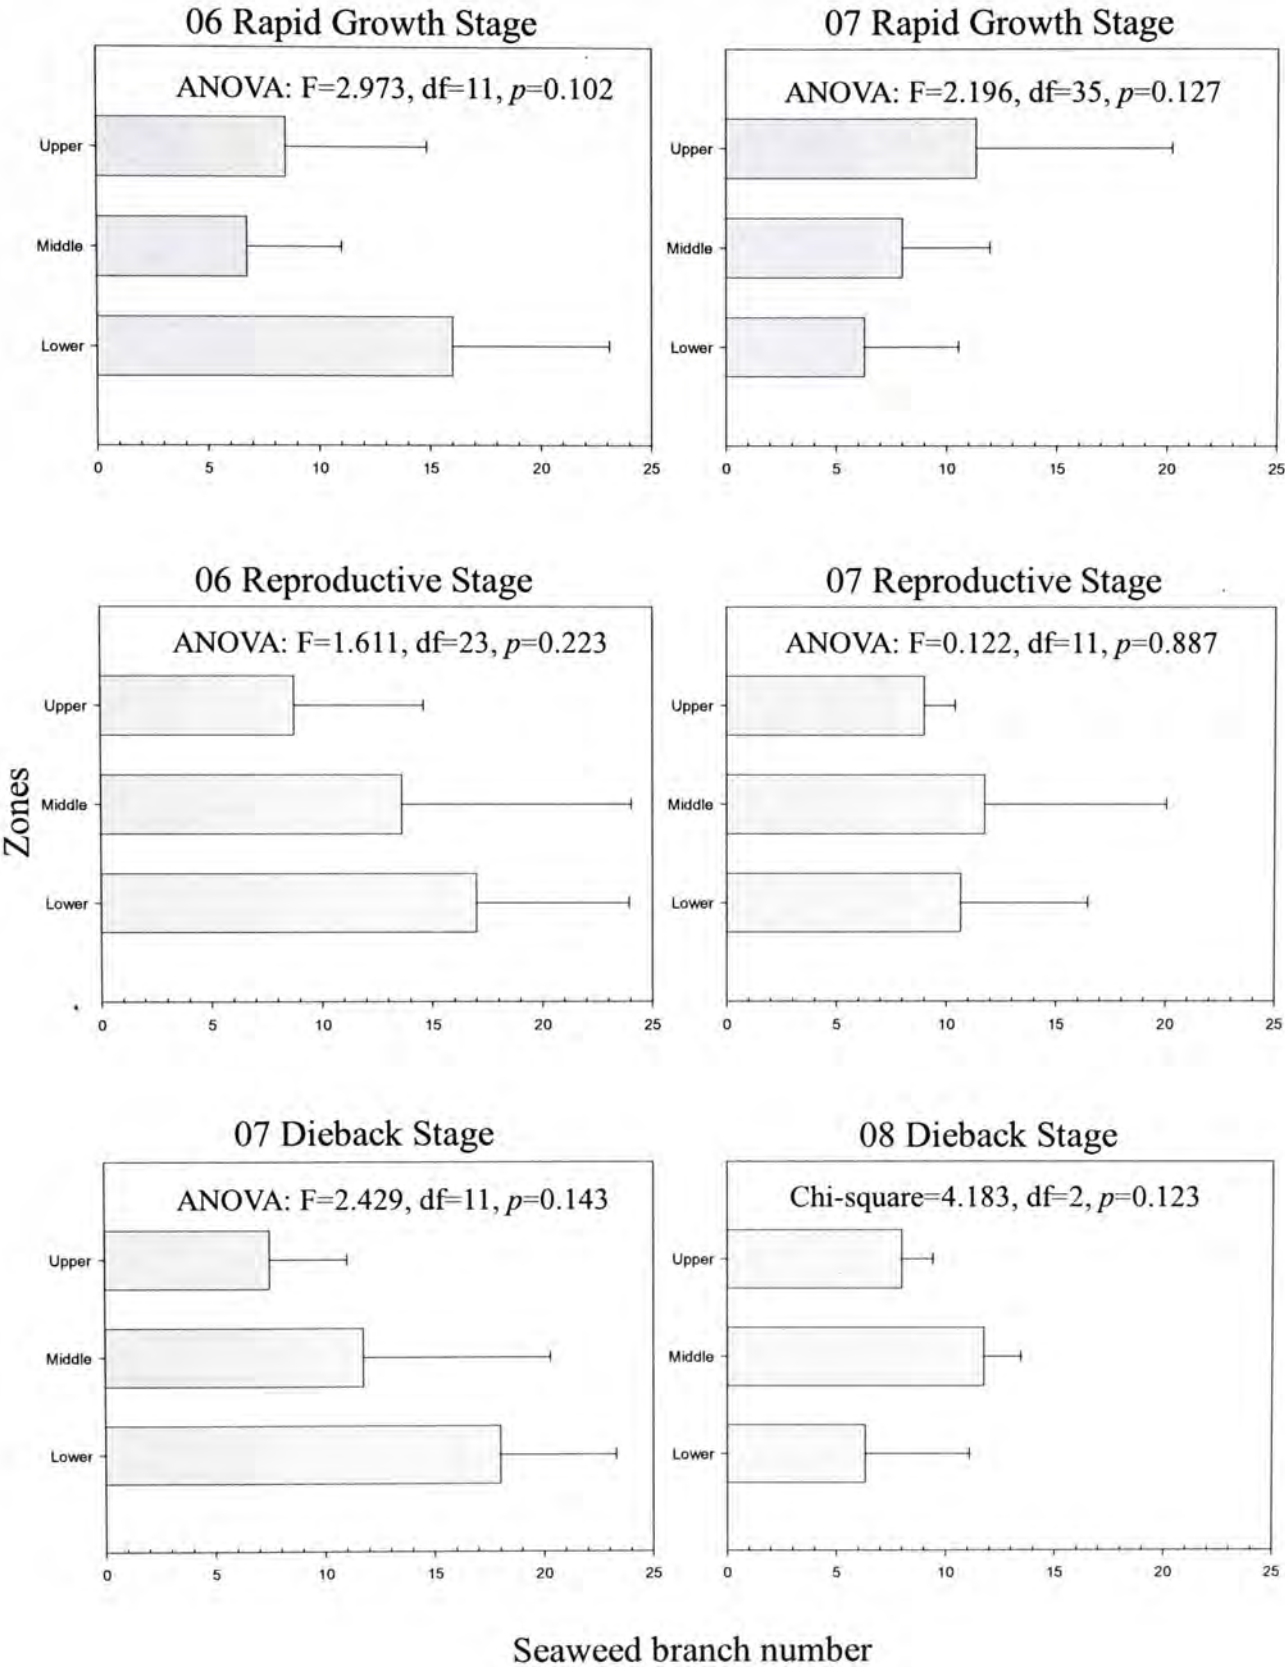 06 Rapid Growth Stage
ANOVA: F=2.973, df=11, p=0.102
Upper
Middle
Lower
0 5 10 15 20 25
07 Rapid Growth Stage
ANOVA: F=2.196, df=35, p=0.127
Upper
Middle
Lower
0 5 10 15 20 25
06 Reproductive Stage
ANOVA: F=1.611, df=23, p=0.223
Upper
Middle
Lower
0 5 10 15 20 25
07 Reproductive Stage
ANOVA: F=0.122, df=11, p=0.887
Upper
Middle
Lower
0 5 10 15 20 25
Zones
07 Dieback Stage
ANOVA: F=2.429, df=11, p=0.143
Upper
Middle
Lower
0 5 10 15 20 25
08 Dieback Stage
Chi-square=4.183, df=2, p=0.123
Upper
Middle
Lower
0 5 10 15 20 25
Seaweed branch number